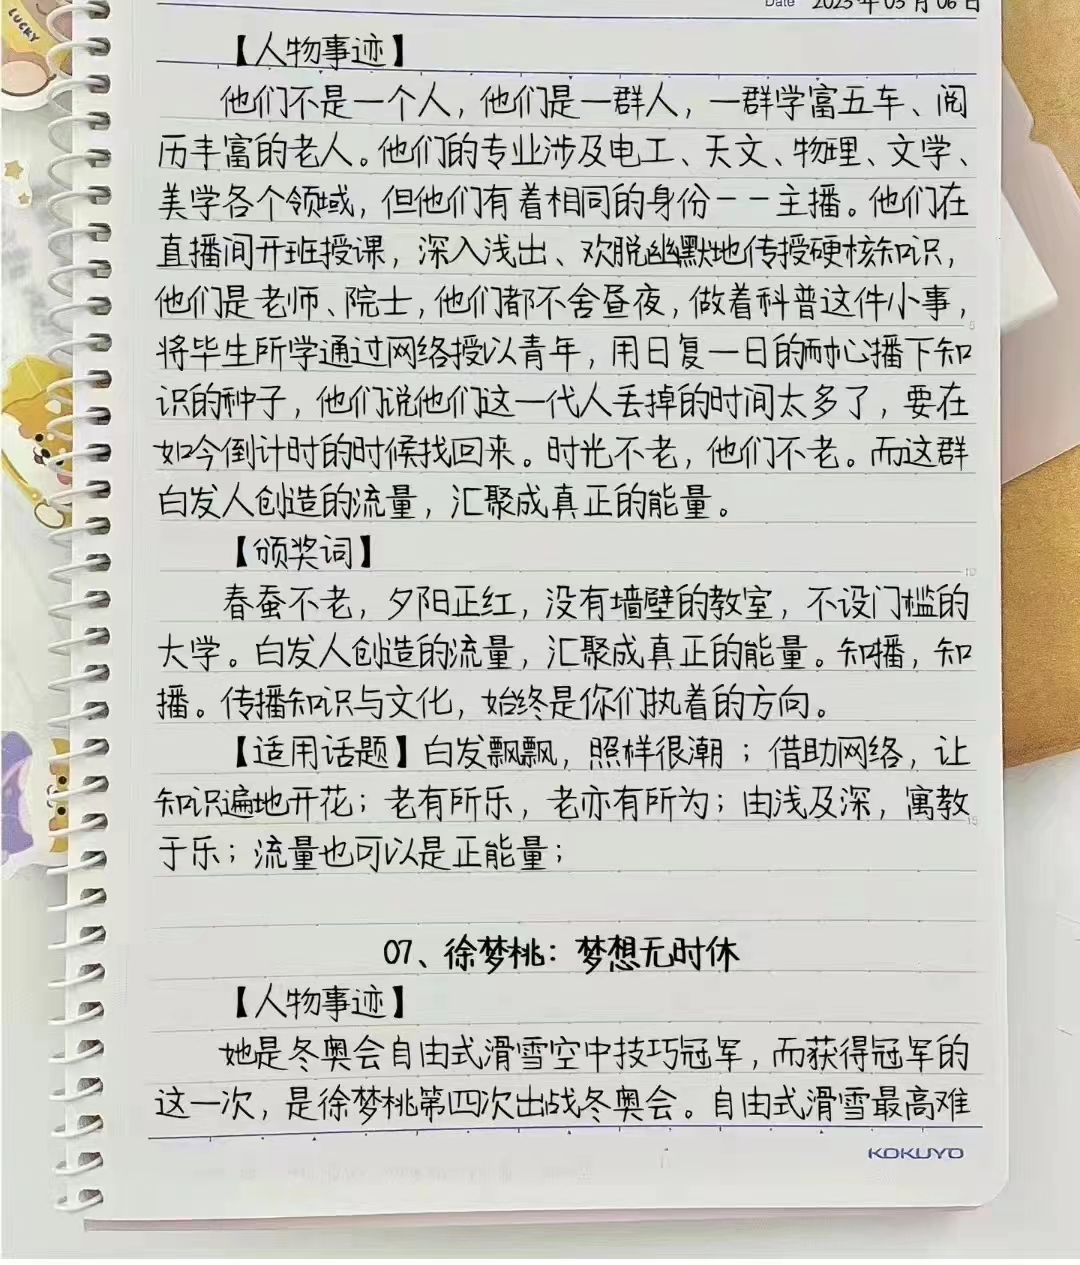 Date 2023年03月06日
【人物事迹】
他们不是一个人，他们是一群人，一群学富五车、阅
历丰富的老人。他们的专业涉及电工、天文、物理、文学、
美学各个领域，但他们有着相同的身份——主播。他们在
直播间开班授课，深入浅出、欢脱幽默地传授硬核知识，
他们是老师、院士，他们都不舍昼夜，做着科普这件小事，
将毕生所学通过网络授以青年，用日复一日的耐心播下知
识的种子，他们说他们这一代人丢掉的时间太多了，要在
如今倒计时的时候找回来。时光不老，他们不老。而这群
白发人创造的流量，汇聚成真正的能量。
【颁奖词】
春蚕不老，夕阳正红，没有墙壁的教室，不设门槛的
大学。白发人创造的流量，汇聚成真正的能量。知播，知
播。传播知识与文化，始终是你们执着的方向。
【适用话题】白发飘飘，照样很潮；借助网络，让
知识遍地开花；老有所乐，老亦有所为；由浅及深，寓教
于乐；流量也可以是正能量；
07、徐梦桃：梦想无时休
【人物事迹】
她是冬奥会自由式滑雪空中技巧冠军，而获得冠军的
这一次，是徐梦桃第四次出战冬奥会。自由式滑雪最高难
KOKUYO
LUCKY
5
10
15